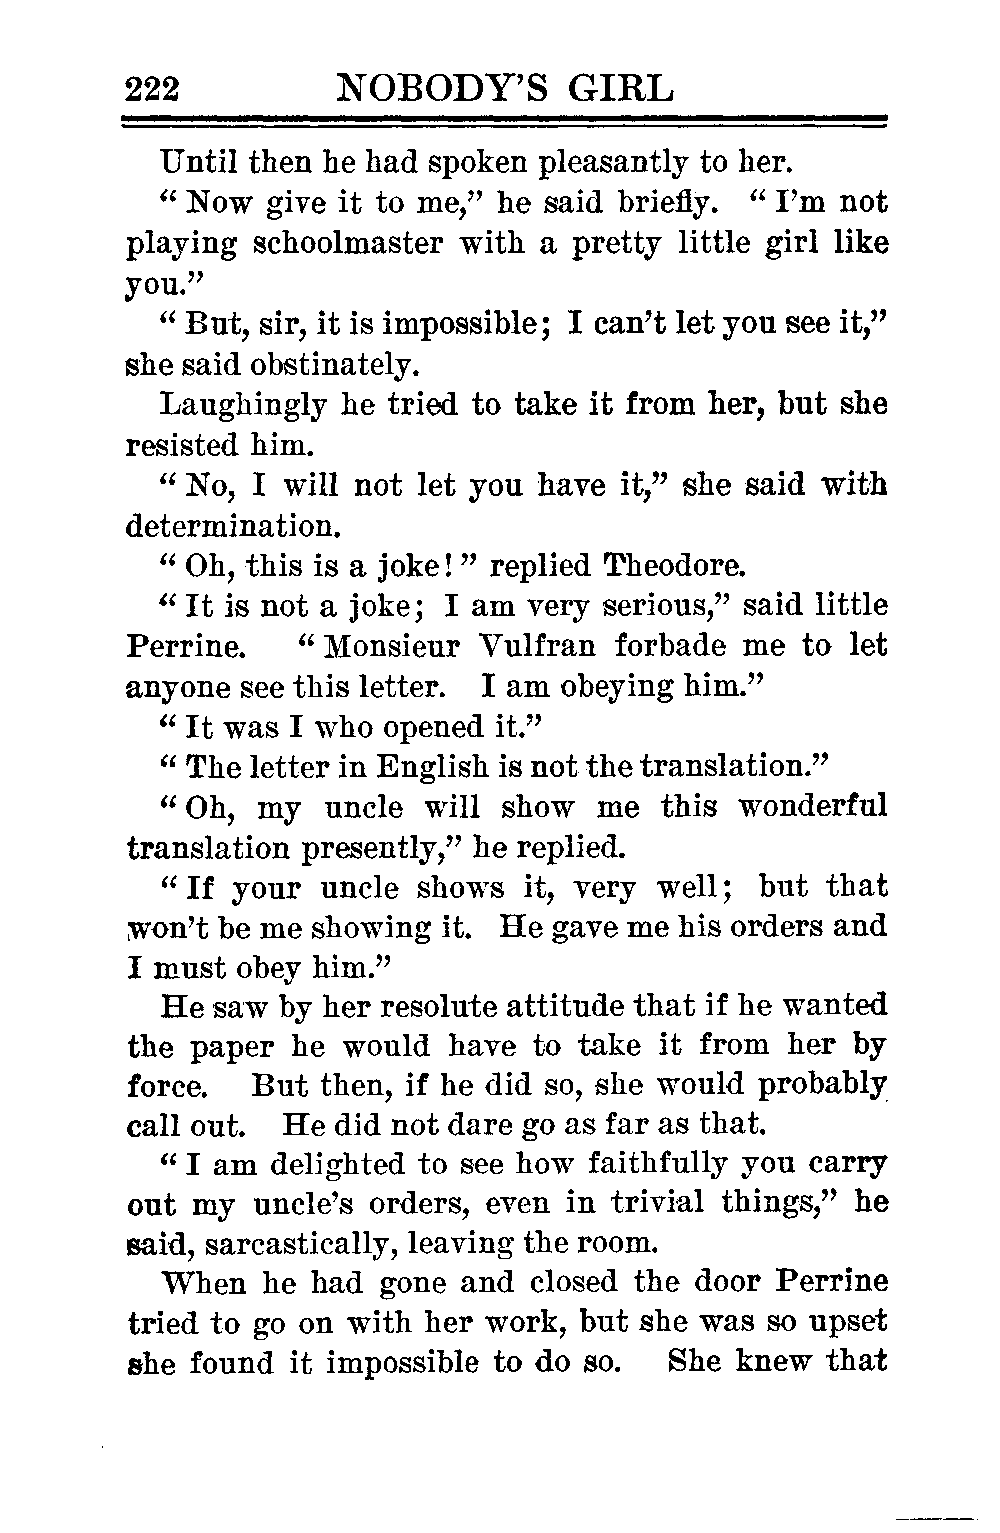 222 NOBODY'S GIRL
Until then he had spoken pleasantly to her.
“ Now give it to me,” he said briefly. “ I’m not
playing schoolmaster with a pretty little girl like
you.”
“ But, sir, it is impossible; I can’t let you see it,”
she said obstinately.
Laughingly he tried to take it from her, but she
resisted him.
“ No, I will not let you have it,” she said with
determination.
“ Oh, this is a joke! ” replied Theodore.
“ It is not a joke; I am very serious,” said little
Perrine. “ Monsieur Vulfran forbade me to let
anyone see this letter. I am obeying him.”
“ It was I who opened it.”
“ The letter in English is not the translation.”
“ Oh, my uncle will show me this wonderful
translation presently,” he replied.
“ If your uncle shows it, very well; but that
won’t be me showing it. He gave me his orders and
I must obey him.”
He saw by her resolute attitude that if he wanted
the paper he would have to take it from her by
force. But then, if he did so, she would probably
call out. He did not dare go as far as that.
“ I am delighted to see how faithfully you carry
out my uncle’s orders, even in trivial things,” he
said, sarcastically, leaving the room.
When he had gone and closed the door Perrine
tried to go on with her work, but she was so upset
she found it impossible to do so. She knew that